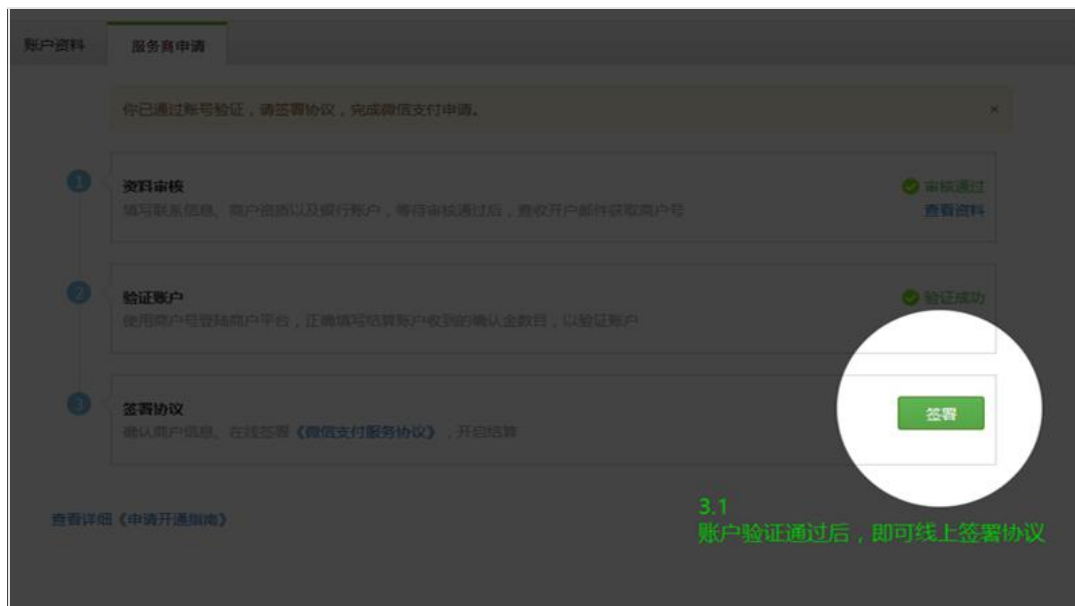 账户资料
服务商申请
你已通过账号验证，请签署协议，完成微信支付申请。 ×
1
资料审核
审核通过
填写联系信息、商户资质以及银行账户，等待审核通过后，查收开户邮件获取商户号
查看资料
2
验证账户
验证成功
使用商户号登陆商户平台，正确填写结算账户收到的确认金数目，以验证账户
3
签署协议
签署
确认商户信息、在线签署《微信支付服务协议》，开启结算
查看详细《申请开通指南》
3.1
账户验证通过后，即可线上签署协议